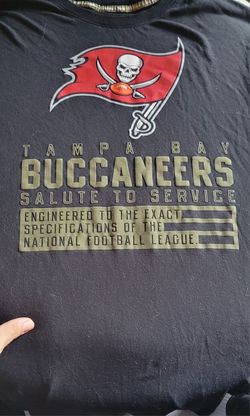 TAMPA BAY
BUCCANEERS
SALUTE TO SERVICE
ENGINEERED TO THE EXACT
SPECIFICATIONS OF THE
NATIONAL FOOTBALL LEAGUE.